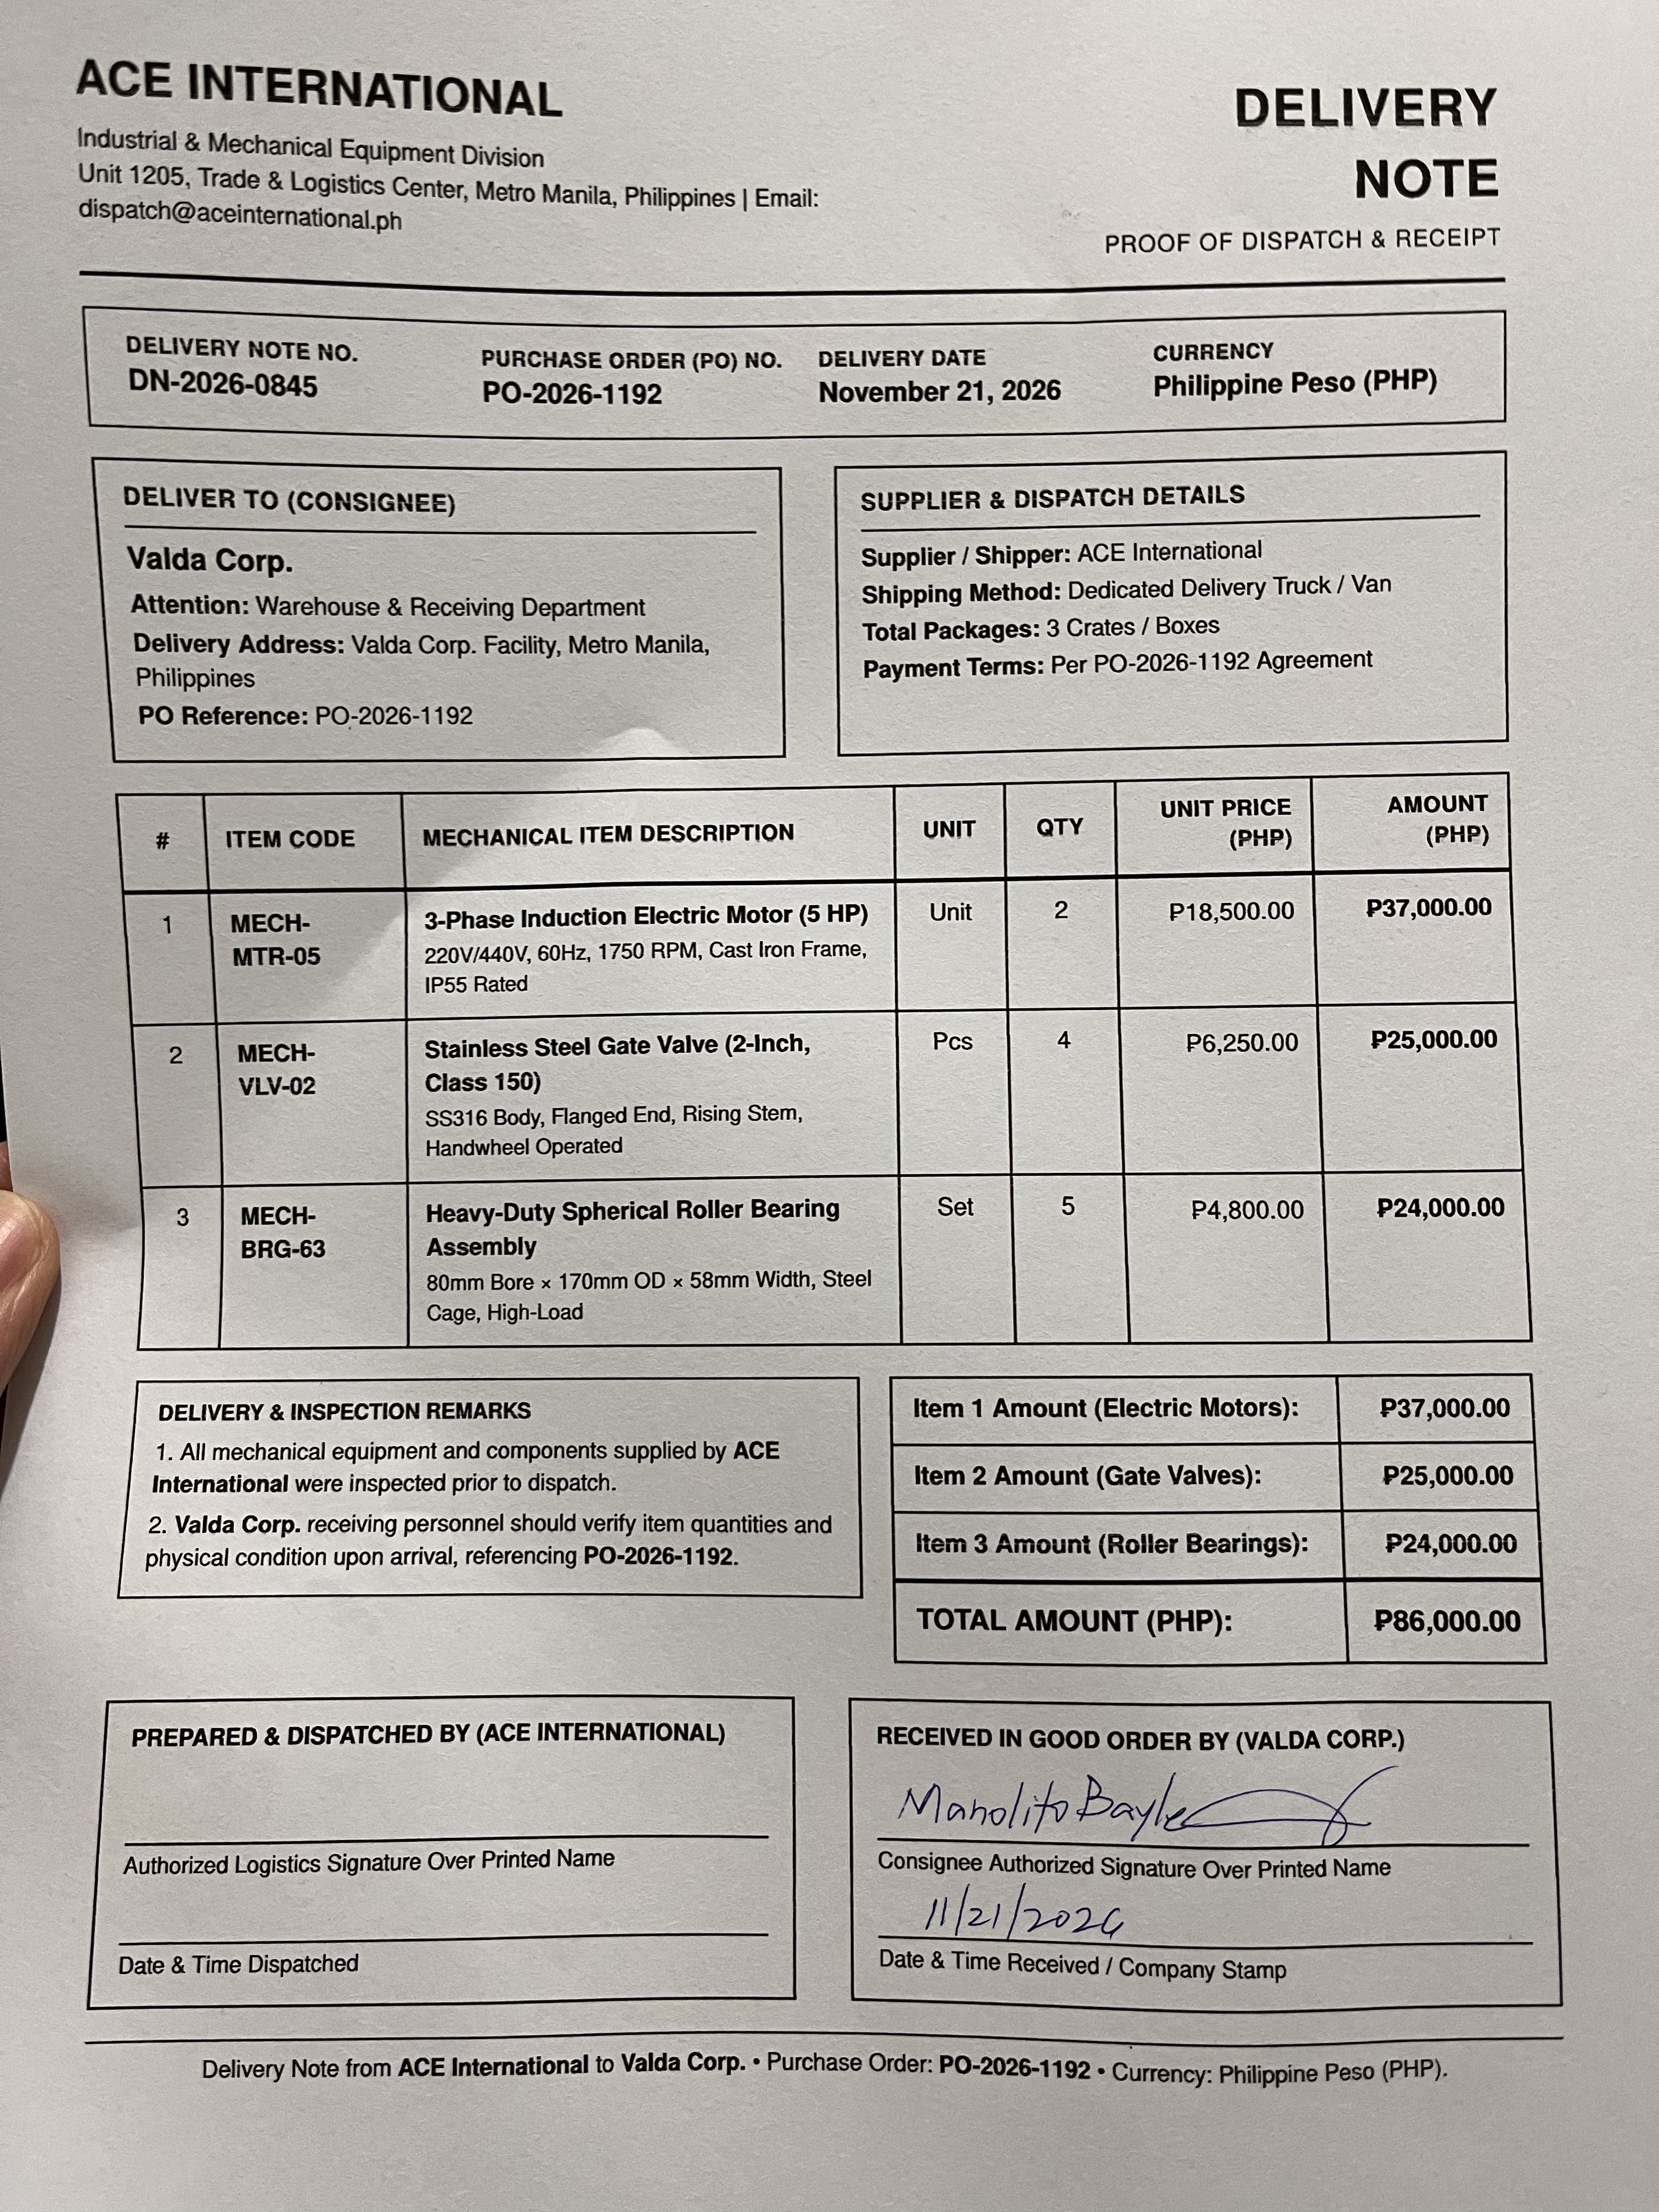 ACE INTERNATIONAL
Industrial & Mechanical Equipment Division
Unit 1205, Trade & Logistics Center, Metro Manila, Philippines | Email:
dispatch@aceinternational.ph
DELIVERY
NOTE
PROOF OF DISPATCH & RECEIPT
DELIVERY NOTE NO.
DN-2026-0845
PURCHASE ORDER (PO) NO.
PO-2026-1192
DELIVERY DATE
November 21, 2026
CURRENCY
Philippine Peso (PHP)
DELIVER TO (CONSIGNEE)
Valda Corp.
Attention: Warehouse & Receiving Department
Delivery Address: Valda Corp. Facility, Metro Manila,
Philippines
PO Reference: PO-2026-1192
SUPPLIER & DISPATCH DETAILS
Supplier / Shipper: ACE International
Shipping Method: Dedicated Delivery Truck / Van
Total Packages: 3 Crates / Boxes
Payment Terms: Per PO-2026-1192 Agreement
# ITEM CODE MECHANICAL ITEM DESCRIPTION UNIT QTY UNIT PRICE (PHP) AMOUNT (PHP)
1 MECH- 3-Phase Induction Electric Motor (5 HP) Unit 2 ₱18,500.00 ₱37,000.00
MTR-05 220V/440V, 60Hz, 1750 RPM, Cast Iron Frame,
IP55 Rated
2 MECH- Stainless Steel Gate Valve (2-Inch, Pcs 4 ₱6,250.00 ₱25,000.00
VLV-02 Class 150)
SS316 Body, Flanged End, Rising Stem,
Handwheel Operated
3 MECH- Heavy-Duty Spherical Roller Bearing Set 5 ₱4,800.00 ₱24,000.00
BRG-63 Assembly
80mm Bore × 170mm OD × 58mm Width, Steel
Cage, High-Load
DELIVERY & INSPECTION REMARKS
1. All mechanical equipment and components supplied by ACE
International were inspected prior to dispatch.
2. Valda Corp. receiving personnel should verify item quantities and
physical condition upon arrival, referencing PO-2026-1192.
Item 1 Amount (Electric Motors): ₱37,000.00
Item 2 Amount (Gate Valves): ₱25,000.00
Item 3 Amount (Roller Bearings): ₱24,000.00
TOTAL AMOUNT (PHP): ₱86,000.00
PREPARED & DISPATCHED BY (ACE INTERNATIONAL)
Authorized Logistics Signature Over Printed Name
Date & Time Dispatched
RECEIVED IN GOOD ORDER BY (VALDA CORP.)
Manolito Bayle
Consignee Authorized Signature Over Printed Name
11/21/2026
Date & Time Received / Company Stamp
Delivery Note from ACE International to Valda Corp. • Purchase Order: PO-2026-1192 • Currency: Philippine Peso (PHP).